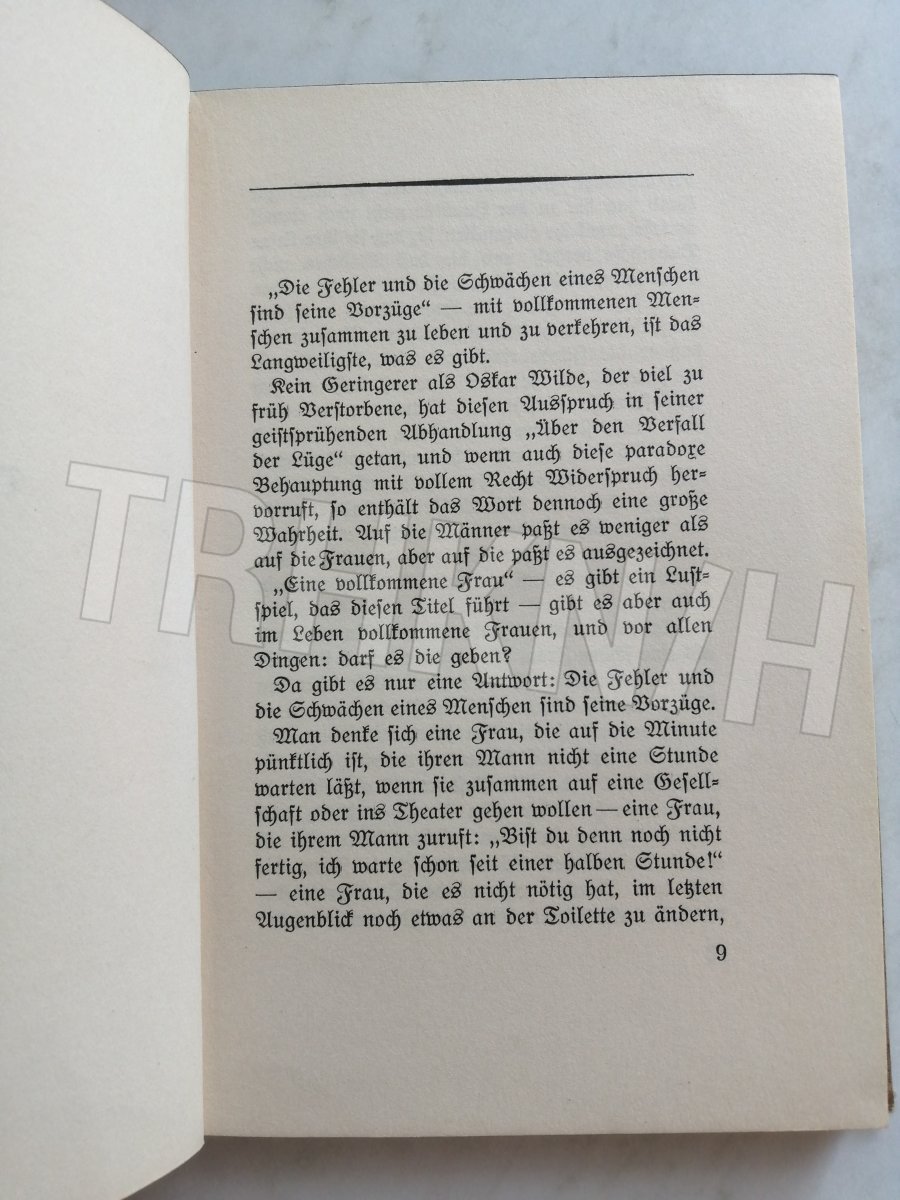 „Die Fehler und die Schwächen eines Menſchen
ſind ſeine Vorzüge“ — mit vollkommenen Men-
ſchen zuſammen zu leben und zu verkehren, iſt das
Langweiligſte, was es gibt.
Kein Geringerer als Oskar Wilde, der viel zu
früh Verſtorbene, hat dieſen Ausſpruch in ſeiner
geiſtſprühenden Abhandlung „Über den Verfall
der Lüge“ getan, und wenn auch dieſe paradoxe
Behauptung mit vollem Recht Widerſpruch her-
vorruft, ſo enthält das Wort dennoch eine große
Wahrheit. Auf die Männer paßt es weniger als
auf die Frauen, aber auf die paßt es ausgezeichnet.
„Eine vollkommene Frau“ — es gibt ein Luſt-
ſpiel, das dieſen Titel führt — gibt es aber auch
im Leben vollkommene Frauen, und vor allen
Dingen: darf es die geben?
Da gibt es nur eine Antwort: Die Fehler und
die Schwächen eines Menſchen ſind ſeine Vorzüge.
Man denke ſich eine Frau, die auf die Minute
pünktlich iſt, die ihren Mann nicht eine Stunde
warten läßt, wenn ſie zuſammen auf eine Geſell-
ſchaft oder ins Theater gehen wollen — eine Frau,
die ihrem Mann zuruft: „Biſt du denn noch nicht
fertig, ich warte ſchon ſeit einer halben Stunde!“
— eine Frau, die es nicht nötig hat, im letzten
Augenblick noch etwas an der Toilette zu ändern,
9